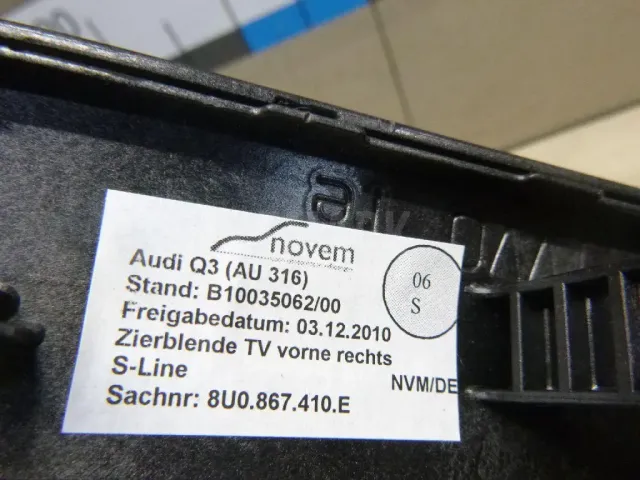 novem
Audi Q3 (AU 316)
Stand: B10035062/00
Freigabedatum: 03.12.2010
Zierblende TV vorne rechts
S-Line
NVM/DE
Sachnr: 8U0.867.410.E
06
S